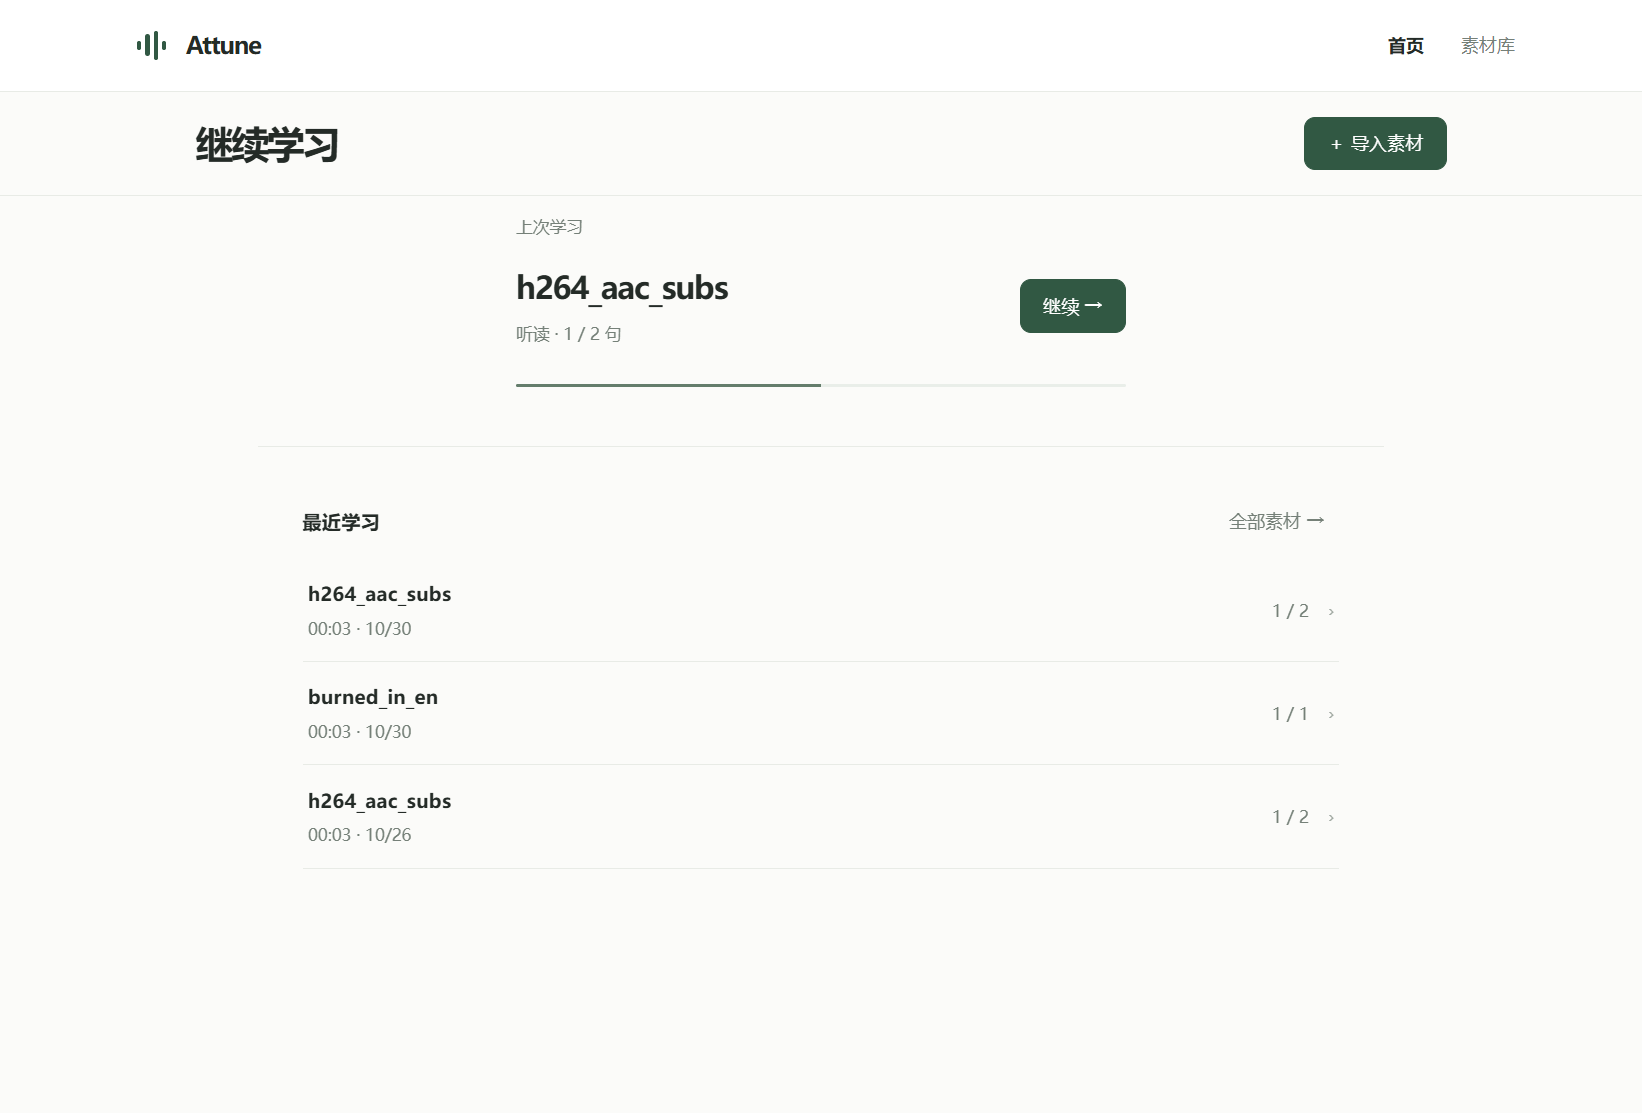 Attune
首页
素材库
继续学习
+ 导入素材
上次学习
h264_aac_subs
听读 · 1 / 2 句
继续 →
最近学习
全部素材 →
h264_aac_subs
00:03 · 10/30
1 / 2 ›
burned_in_en
00:03 · 10/30
1 / 1 ›
h264_aac_subs
00:03 · 10/26
1 / 2 ›